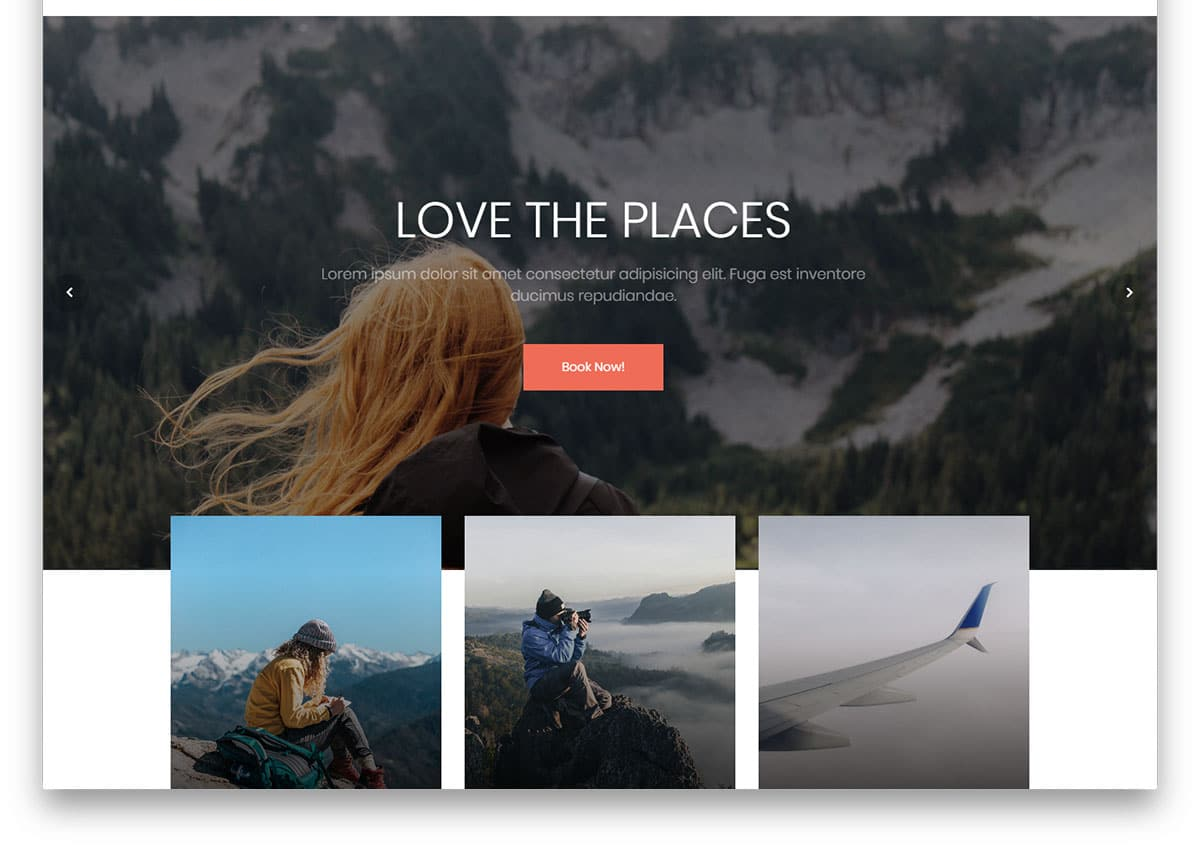 LOVE THE PLACES
Lorem ipsum dolor sit amet consectetur adipisicing elit. Fuga est inventore
ducimus repudiandae.
Book Now!